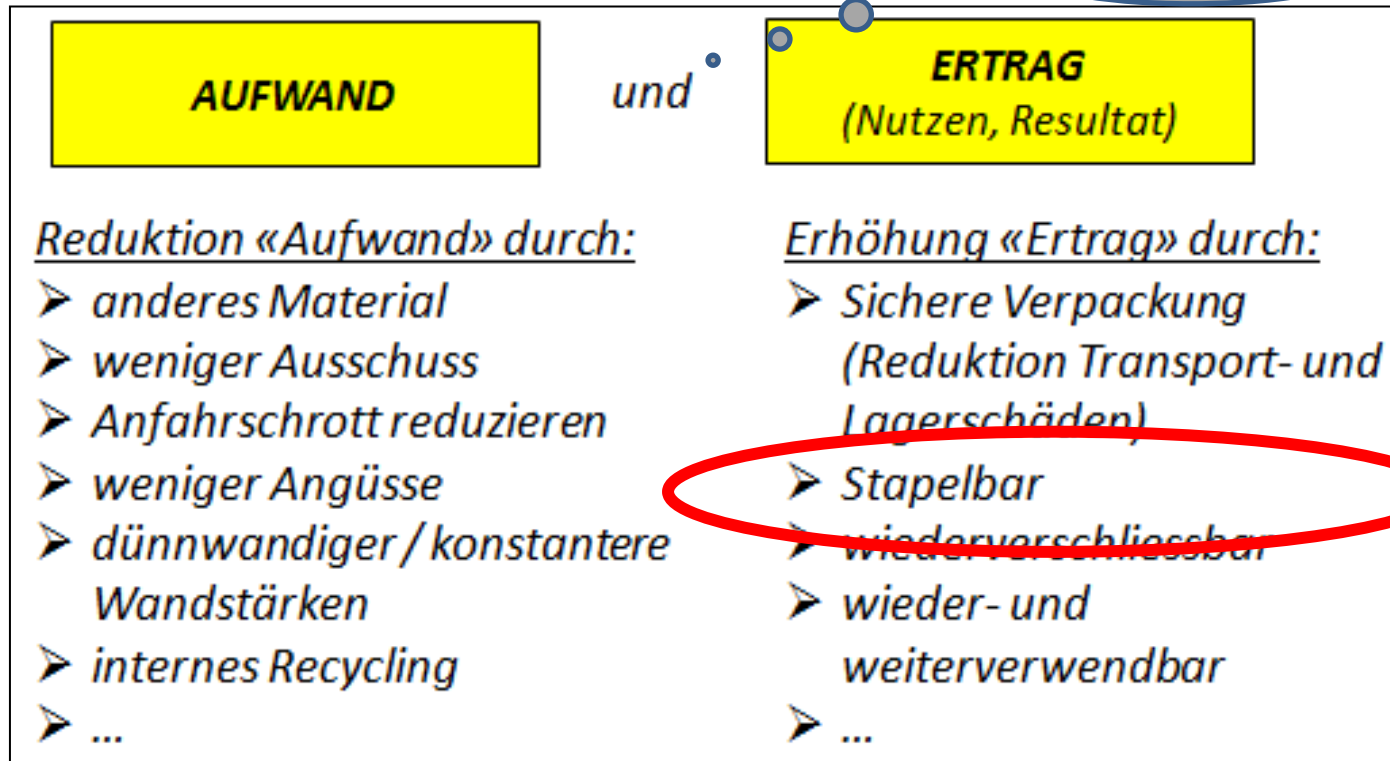 AUFWAND
und
ERTRAG
(Nutzen, Resultat)
Reduktion «Aufwand» durch:
➤ anderes Material
➤ weniger Ausschuss
➤ Anfahrschrott reduzieren
➤ weniger Angüsse
➤ dünnwandiger / konstantere
Wandstärken
➤ internes Recycling
➤ ...
Erhöhung «Ertrag» durch:
➤ Sichere Verpackung
(Reduktion Transport- und
Lagerschäden)
➤ Stapelbar
➤ wiederverschliessbar
➤ wieder- und
weiterverwendbar
➤ ...